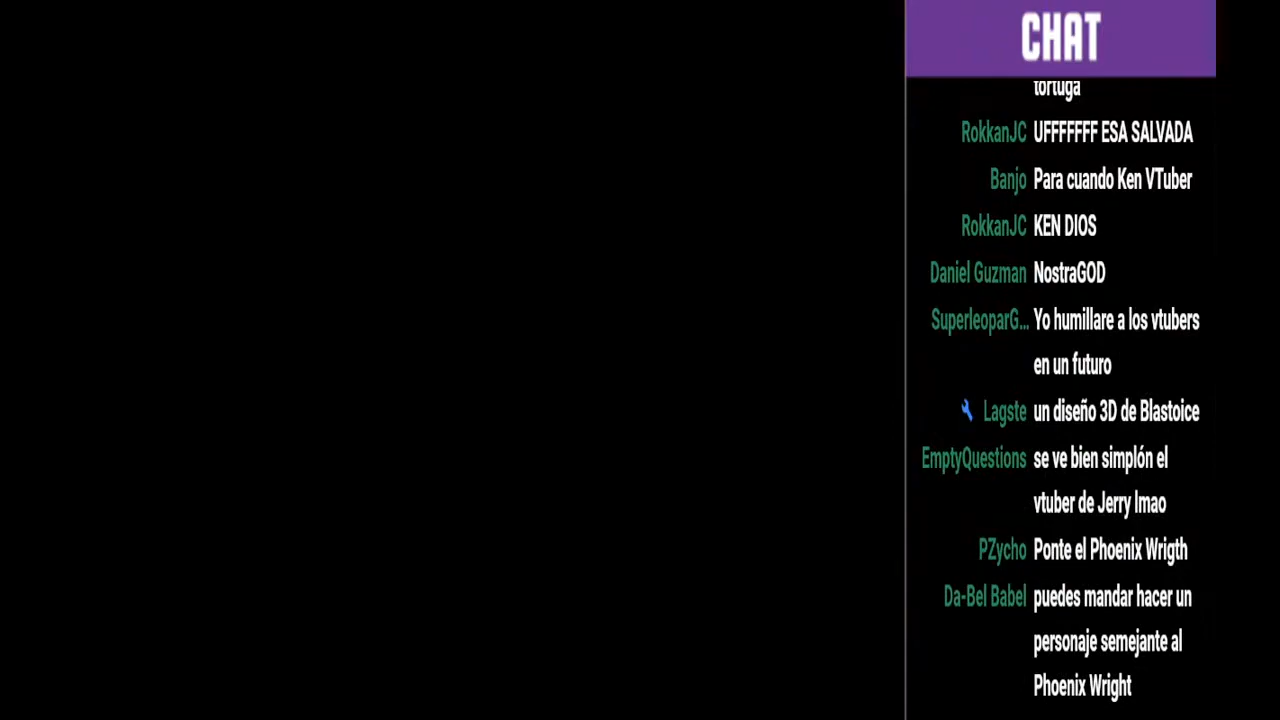 CHAT
tortuga
RokkanJC UFFFFFFF ESA SALVADA
Banjo Para cuando Ken VTuber
RokkanJC KEN DIOS
Daniel Guzman NostraGOD
SuperleoparG... Yo humillare a los vtubers
en un futuro
Lagste un diseño 3D de Blastoice
EmptyQuestions se ve bien simplón el
vtuber de Jerry lmao
PZycho Ponte el Phoenix Wrigth
Da-Bel Babel puedes mandar hacer un
personaje semejante al
Phoenix Wright